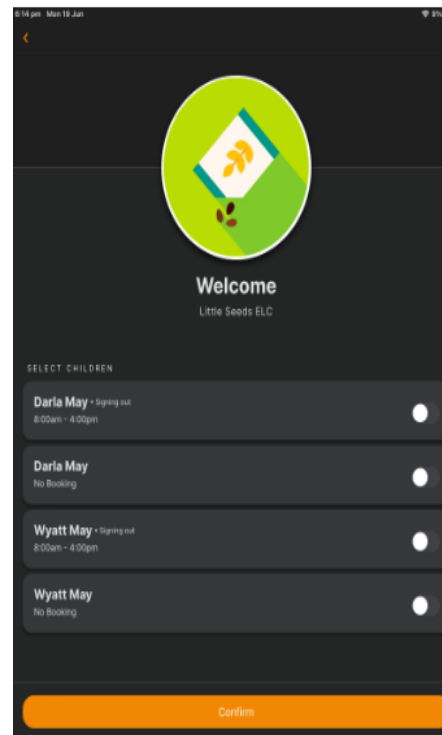 6:14 pm Mon 19 Jun
Welcome
Little Seeds ELC
SELECT CHILDREN
Darla May • Signing out
8:00am - 4:00pm
Darla May
No Booking
Wyatt May • Signing out
8:00am - 4:00pm
Wyatt May
No Booking
Confirm